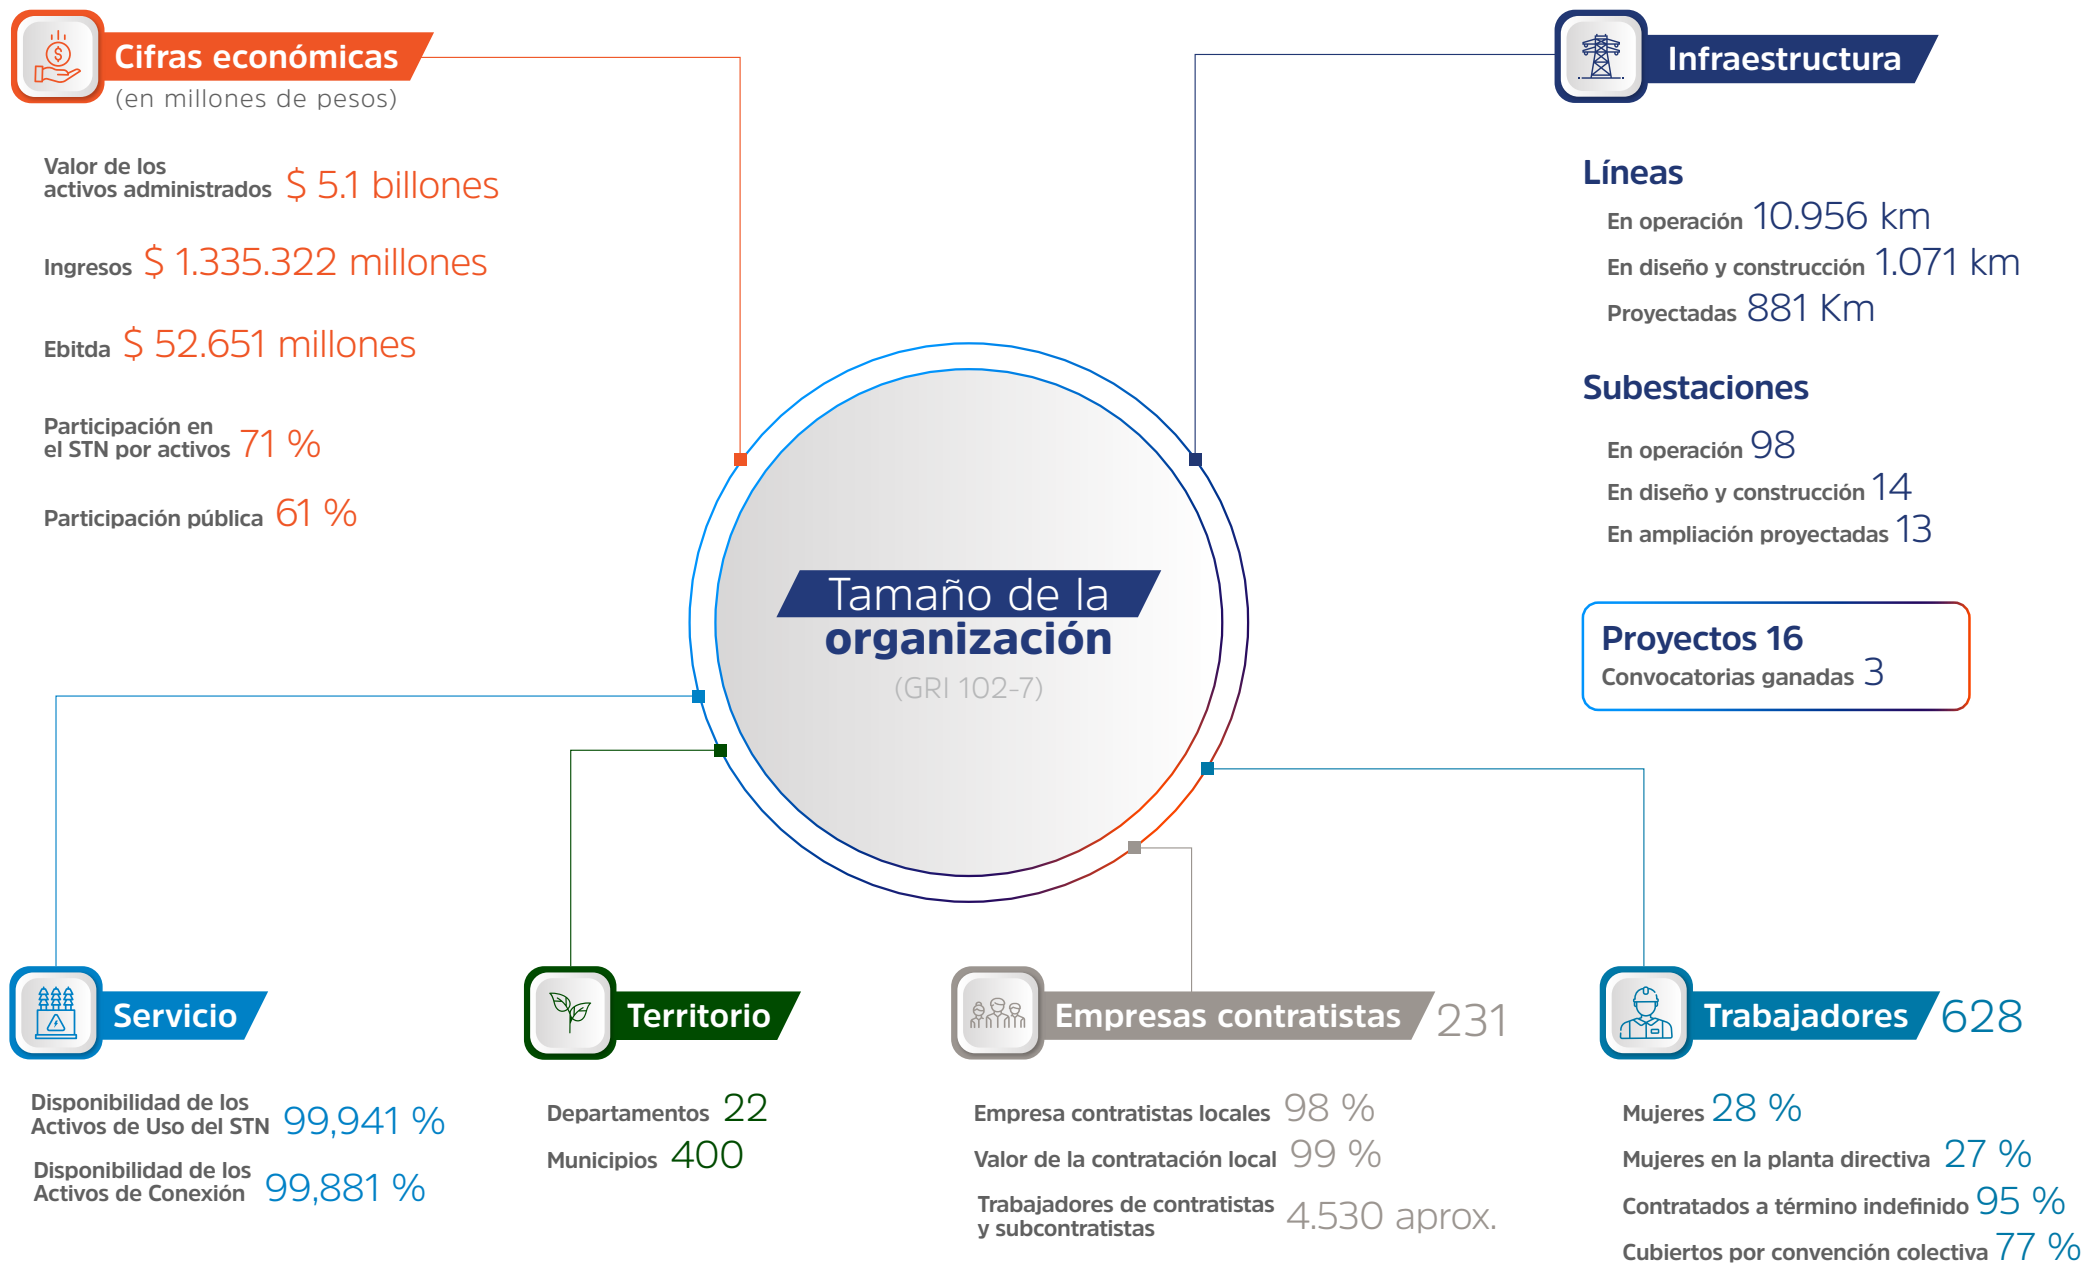 Cifras económicas
(en millones de pesos)
Valor de los
activos administrados $ 5.1 billones
Ingresos $ 1.335.322 millones
Ebitda $ 52.651 millones
Participación en
el STN por activos 71 %
Participación pública 61 %
Infraestructura
Líneas
En operación 10.956 km
En diseño y construcción 1.071 km
Proyectadas 881 Km
Subestaciones
En operación 98
En diseño y construcción 14
En ampliación proyectadas 13
Proyectos 16
Convocatorias ganadas 3
Tamaño de la
organización
(GRI 102-7)
Servicio
Disponibilidad de los
Activos de Uso del STN 99,941 %
Disponibilidad de los
Activos de Conexión 99,881 %
Territorio
Departamentos 22
Municipios 400
Empresas contratistas 231
Empresa contratistas locales 98 %
Valor de la contratación local 99 %
Trabajadores de contratistas
y subcontratistas 4.530 aprox.
Trabajadores 628
Mujeres 28 %
Mujeres en la planta directiva 27 %
Contratados a término indefinido 95 %
Cubiertos por convención colectiva 77 %